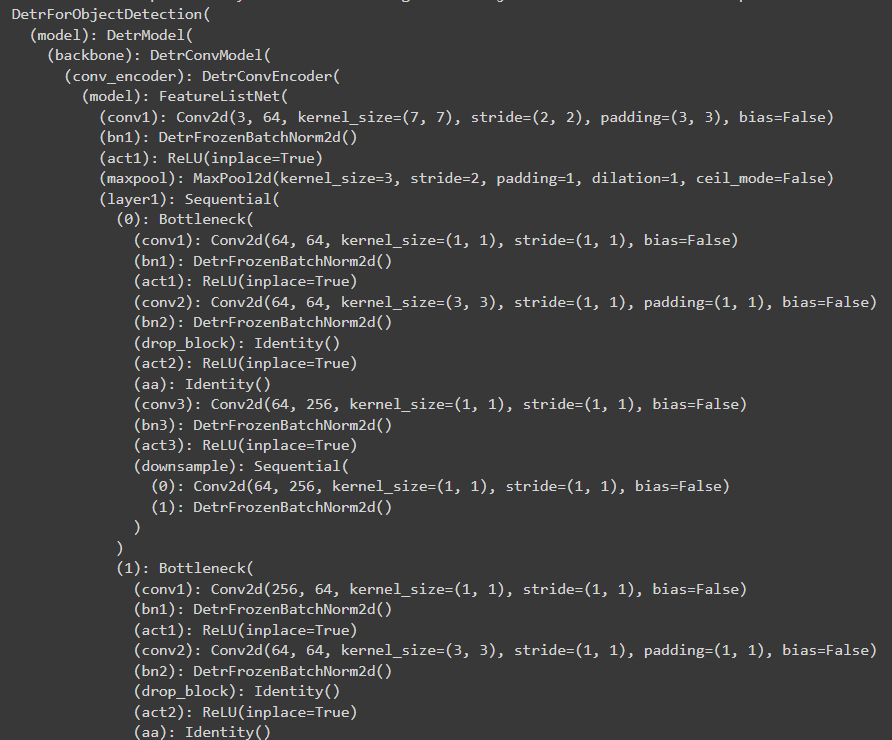 DetrForObjectDetection(
(model): DetrModel(
(backbone): DetrConvModel(
(conv_encoder): DetrConvEncoder(
(model): FeatureListNet(
(conv1): Conv2d(3, 64, kernel_size=(7, 7), stride=(2, 2), padding=(3, 3), bias=False)
(bn1): DetrFrozenBatchNorm2d()
(act1): ReLU(inplace=True)
(maxpool): MaxPool2d(kernel_size=3, stride=2, padding=1, dilation=1, ceil_mode=False)
(layer1): Sequential(
(0): Bottleneck(
(conv1): Conv2d(64, 64, kernel_size=(1, 1), stride=(1, 1), bias=False)
(bn1): DetrFrozenBatchNorm2d()
(act1): ReLU(inplace=True)
(conv2): Conv2d(64, 64, kernel_size=(3, 3), stride=(1, 1), padding=(1, 1), bias=False)
(bn2): DetrFrozenBatchNorm2d()
(drop_block): Identity()
(act2): ReLU(inplace=True)
(aa): Identity()
(conv3): Conv2d(64, 256, kernel_size=(1, 1), stride=(1, 1), bias=False)
(bn3): DetrFrozenBatchNorm2d()
(act3): ReLU(inplace=True)
(downsample): Sequential(
(0): Conv2d(64, 256, kernel_size=(1, 1), stride=(1, 1), bias=False)
(1): DetrFrozenBatchNorm2d()
)
)
(1): Bottleneck(
(conv1): Conv2d(256, 64, kernel_size=(1, 1), stride=(1, 1), bias=False)
(bn1): DetrFrozenBatchNorm2d()
(act1): ReLU(inplace=True)
(conv2): Conv2d(64, 64, kernel_size=(3, 3), stride=(1, 1), padding=(1, 1), bias=False)
(bn2): DetrFrozenBatchNorm2d()
(drop_block): Identity()
(act2): ReLU(inplace=True)
(aa): Identity()